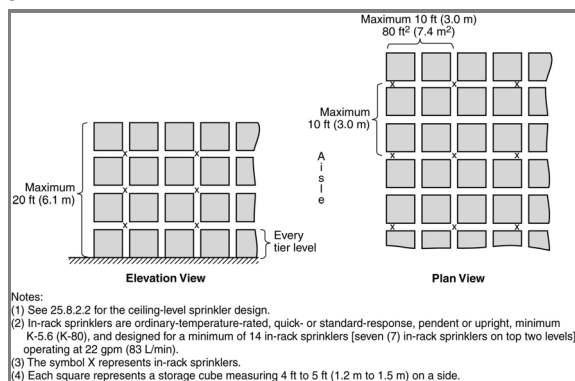 Maximum 10 ft (3.0 m)
80 ft² (7.4 m²)
x x x
Maximum
10 ft (3.0 m)
A
i
s
l
e
x x x
x x x
Maximum
20 ft (6.1 m)
x x
x x
x x
Every
tier level
Elevation View
Plan View
Notes:
(1) See 25.8.2.2 for the ceiling-level sprinkler design.
(2) In-rack sprinklers are ordinary-temperature-rated, quick- or standard-response, pendent or upright, minimum
K-5.6 (K-80), and designed for a minimum of 14 in-rack sprinklers [seven (7) in-rack sprinklers on top two levels]
operating at 22 gpm (83 L/min).
(3) The symbol X represents in-rack sprinklers.
(4) Each square represents a storage cube measuring 4 ft to 5 ft (1.2 m to 1.5 m) on a side.